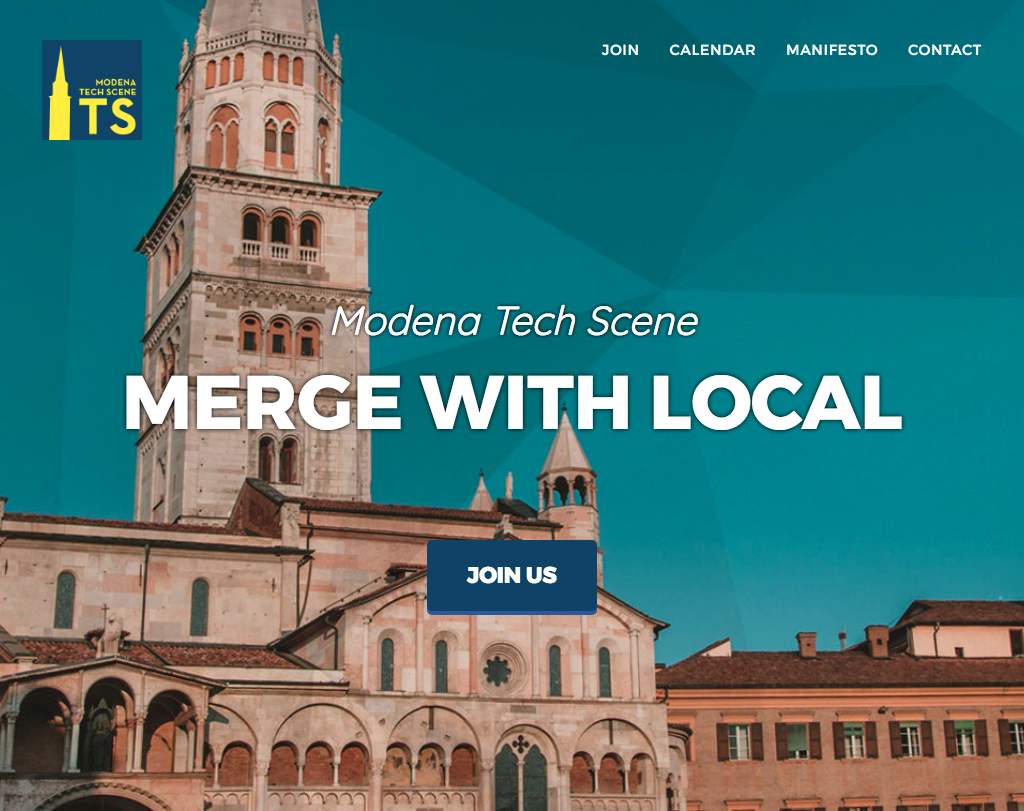 MODENA
TECH SCENE
TS
JOIN CALENDAR MANIFESTO CONTACT
Modena Tech Scene
MERGE WITH LOCAL
JOIN US